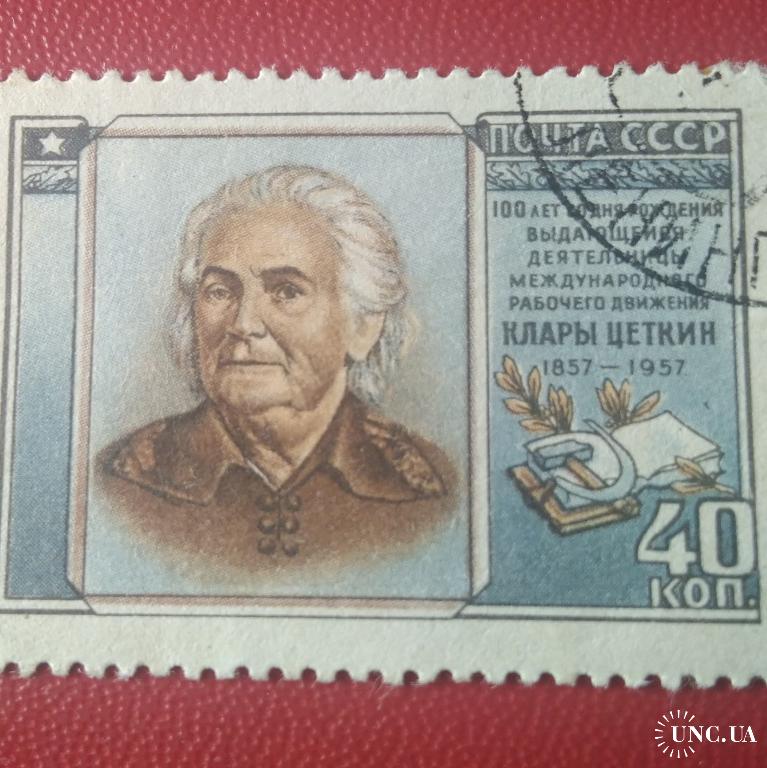 ПОЧТА СССР
100 ЛЕТ СО ДНЯ РОЖДЕНИЯ
ВЫДАЮЩЕЙСЯ
ДЕЯТЕЛЬНИЦЫ
МЕЖДУНАРОДНОГО
РАБОЧЕГО ДВИЖЕНИЯ
КЛАРЫ ЦЕТКИН
1857 — 1957
40
КОП.
UNC.UA